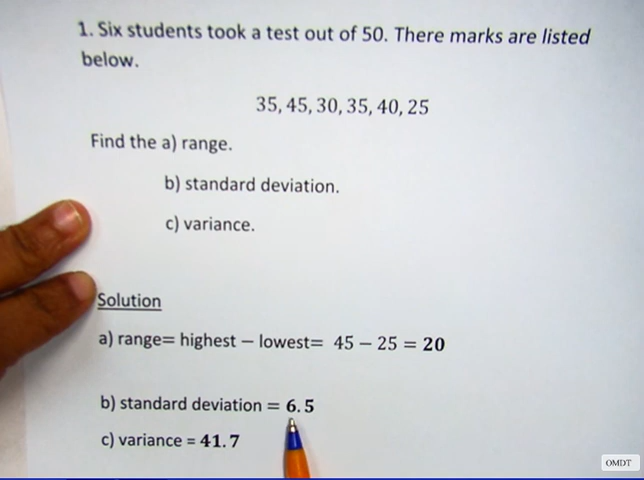 1. Six students took a test out of 50. There marks are listed
below.
35, 45, 30, 35, 40, 25
Find the a) range.
b) standard deviation.
c) variance.
Solution
a) range= highest − lowest= 45 − 25 = 20
b) standard deviation = 6.5
c) variance = 41.7
OMDT